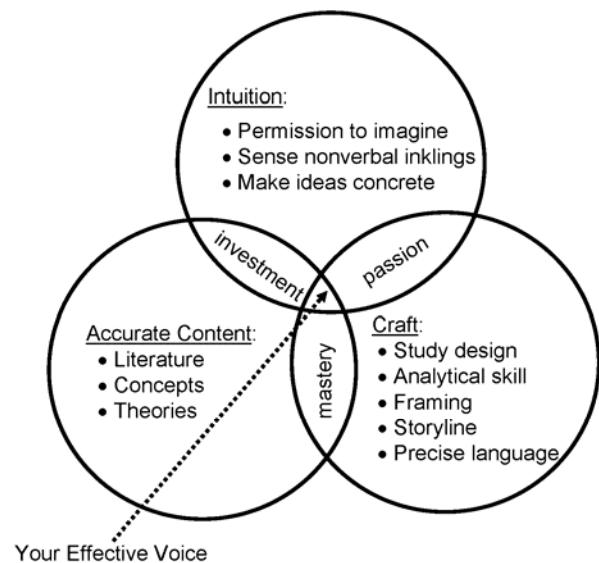 Intuition:
• Permission to imagine
• Sense nonverbal inklings
• Make ideas concrete
investment
passion
Accurate Content:
• Literature
• Concepts
• Theories
mastery
Craft:
• Study design
• Analytical skill
• Framing
• Storyline
• Precise language
Your Effective Voice